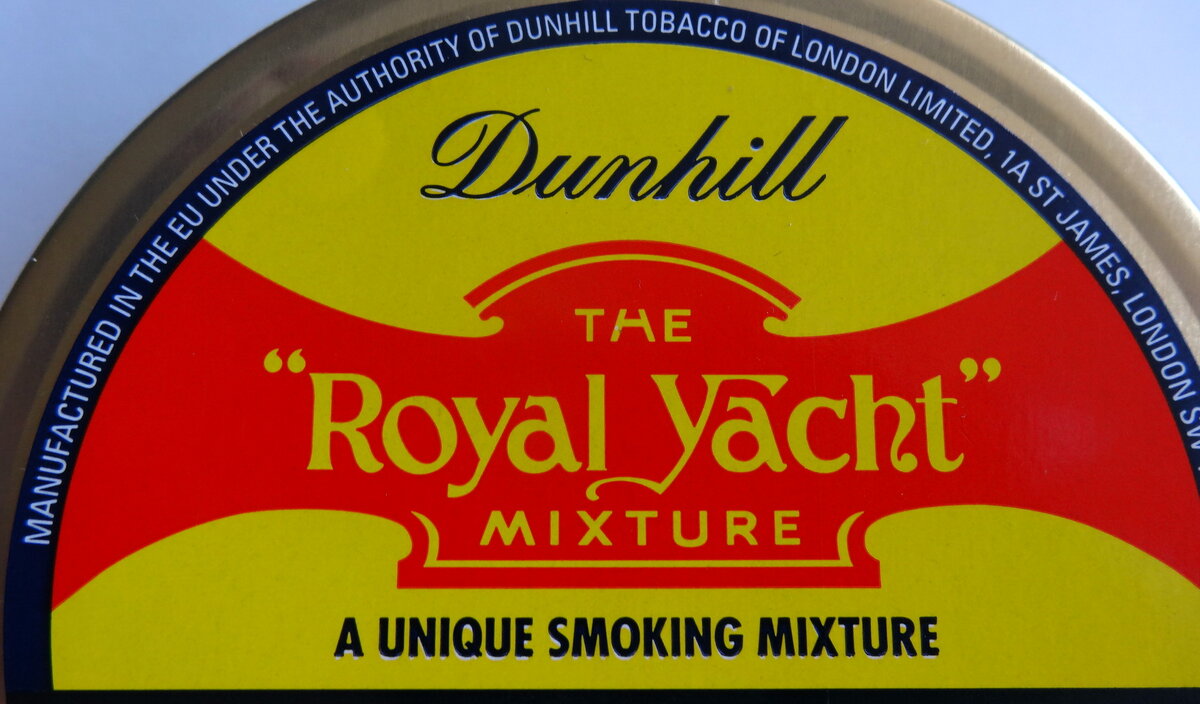 MANUFACTURED IN THE EU UNDER THE AUTHORITY OF DUNHILL TOBACCO OF LONDON LIMITED, 1A ST JAMES, LONDON SW
Dunhill
THE
“Royal Yacht”
MIXTURE
A UNIQUE SMOKING MIXTURE